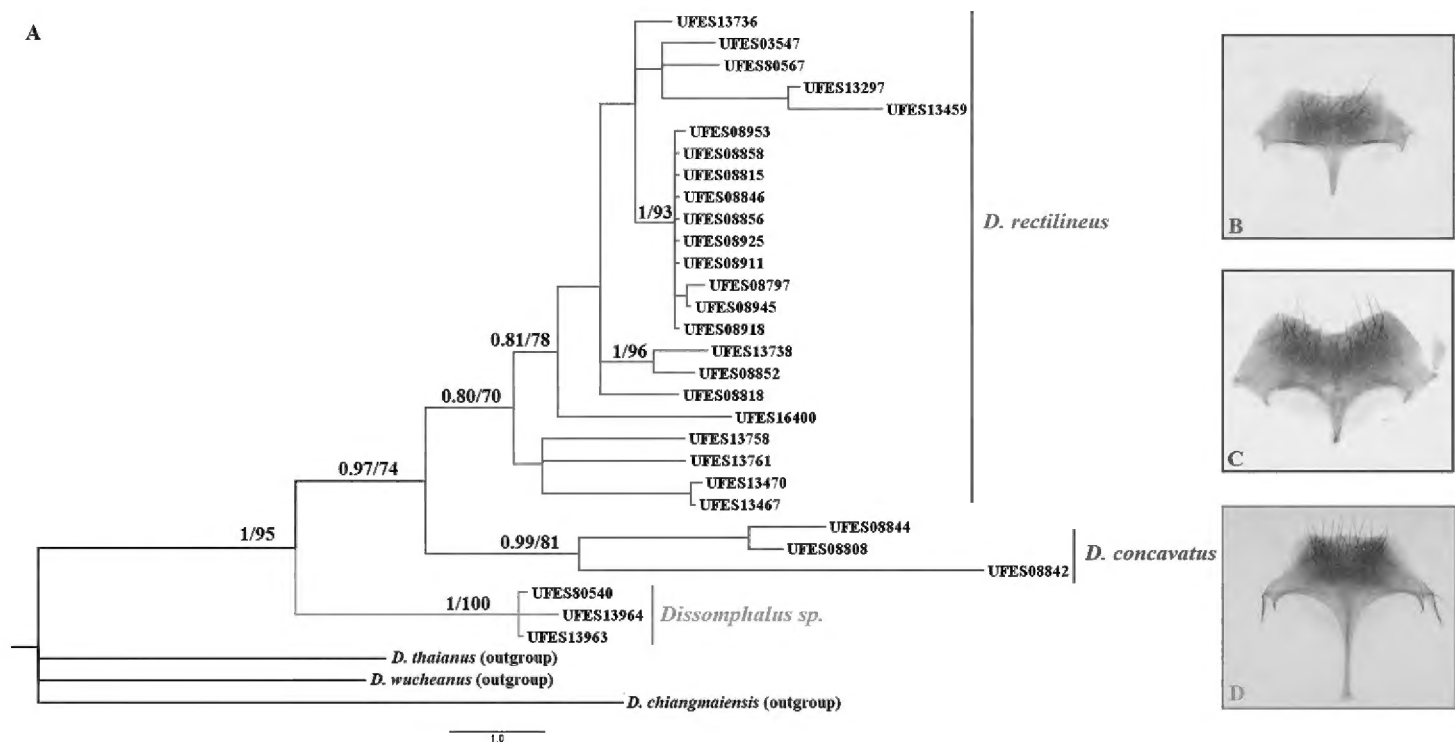 A
UFES13736
UFES03547
UFES80567
UFES13297
UFES13459
UFES08953
UFES08858
UFES08815
UFES08846
1/93
UFES08856
D. rectilineus
UFES08925
UFES08911
UFES08797
UFES08945
UFES08918
0.81/78
1/96
UFES13738
UFES08852
0.80/70
UFES08818
UFES16400
UFES13758
0.97/74
UFES13761
UFES13470
UFES13467
1/95
0.99/81
UFES08844
UFES08808
D. concavatus
UFES08842
1/100
UFES80540
UFES13964
Dissomphalus sp.
UFES13963
D. thaianus (outgroup)
D. wucheanus (outgroup)
D. chiangmaiensis (outgroup)
1.0
B
C
D